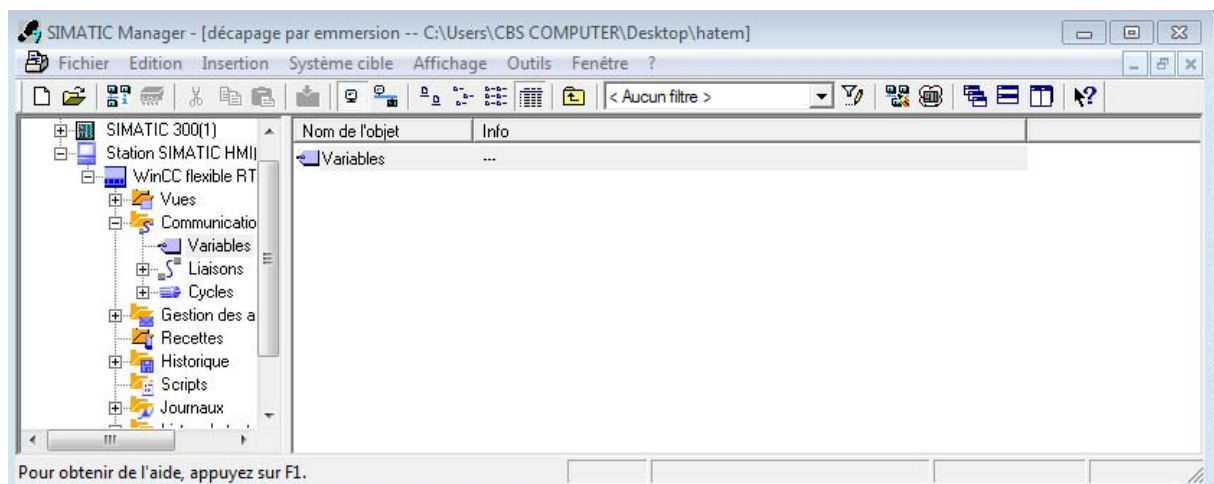 SIMATIC Manager - [décapage par emmersion -- C:\Users\CBS COMPUTER\Desktop\hatem]
Fichier Edition Insertion Système cible Affichage Outils Fenêtre ?
< Aucun filtre >
SIMATIC 300(1)
Station SIMATIC HMI(
WinCC flexible RT
Vues
Communicatio
Variables
Liaisons
Cycles
Gestion des a
Recettes
Historique
Scripts
Journaux
Nom de l'objet Info
Variables ---
Pour obtenir de l'aide, appuyez sur F1.